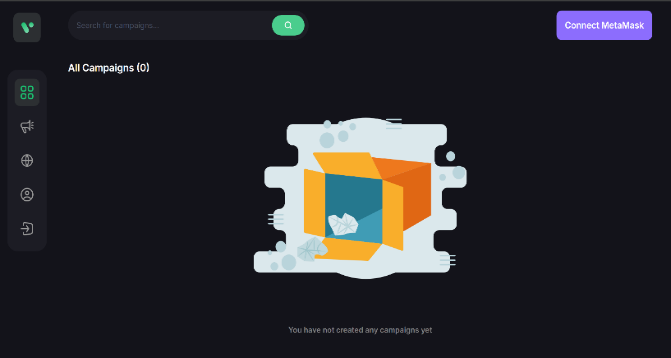 Search for campaigns...
Connect MetaMask
All Campaigns (0)
You have not created any campaigns yet